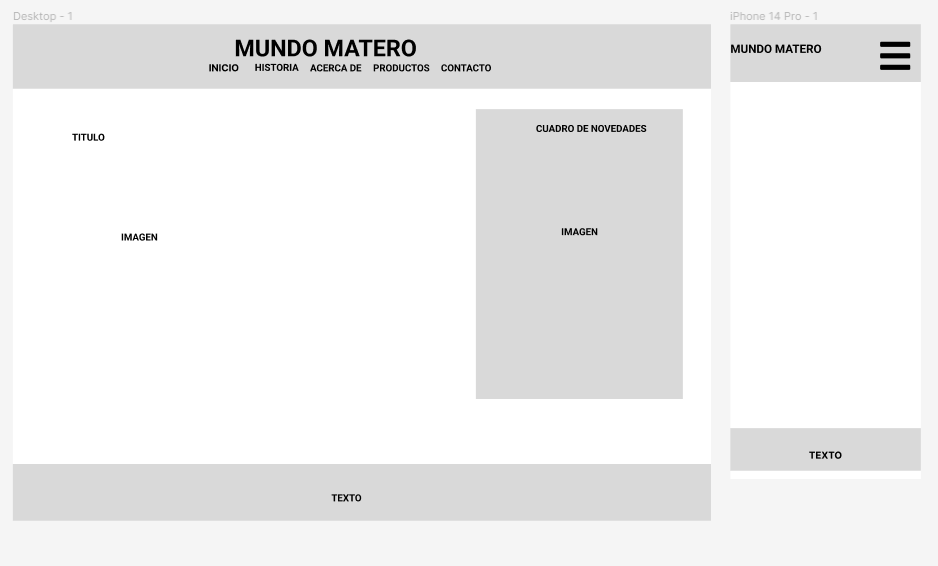 Desktop - 1
MUNDO MATERO
INICIO HISTORIA ACERCA DE PRODUCTOS CONTACTO
TITULO
IMAGEN
CUADRO DE NOVEDADES
IMAGEN
TEXTO
iPhone 14 Pro - 1
MUNDO MATERO
TEXTO